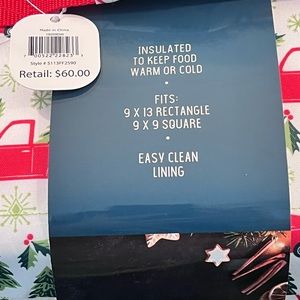 Made in China
Style # 5113FF2590
Retail: $60.00
INSULATED
TO KEEP FOOD
WARM OR COLD
•
FITS:
9 X 13 RECTANGLE
9 X 9 SQUARE
•
EASY CLEAN
LINING